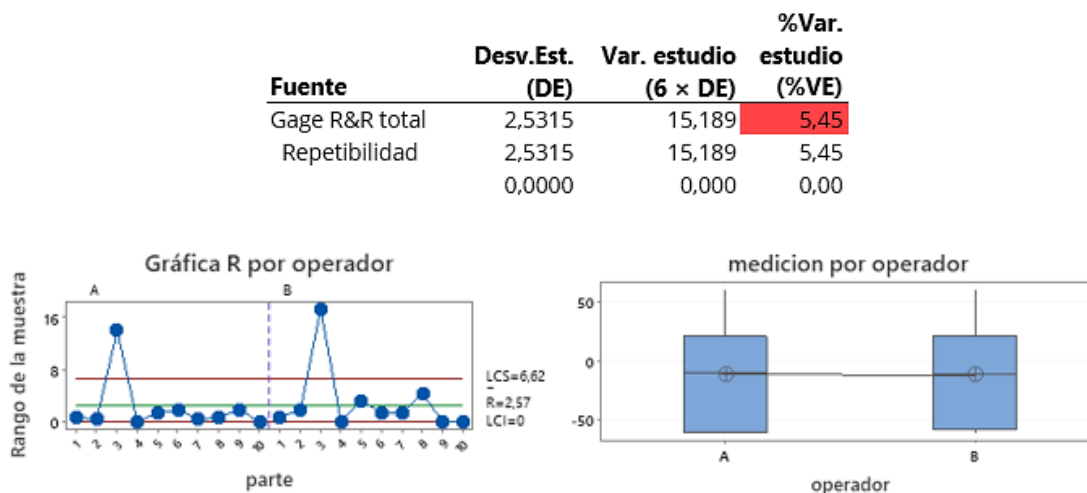 %Var.
Desv.Est. Var. estudio estudio
Fuente (DE) (6 × DE) (%VE)
Gage R&R total 2,5315 15,189 5,45
Repetibilidad 2,5315 15,189 5,45
0,0000 0,000 0,00
Gráfica R por operador
A B
Rango de la muestra
16
8
0
LCS=6,62
R=2,57
LCI=0
1 2 3 4 5 6 7 8 9 10 1 2 3 4 5 6 7 8 9 10
parte
medicion por operador
50
0
-50
A B
operador